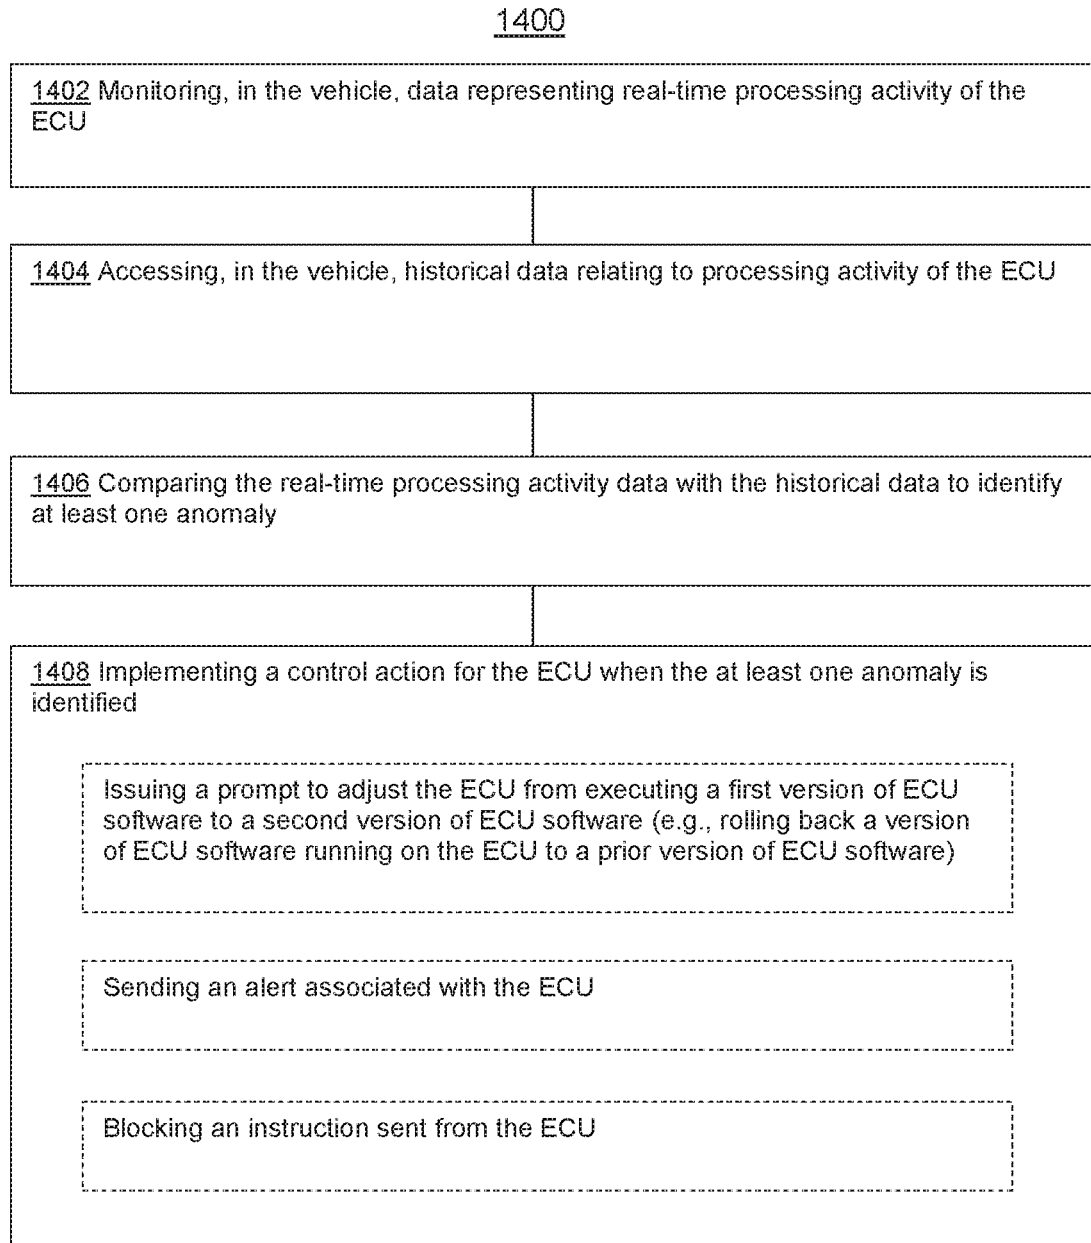 1400
1402 Monitoring, in the vehicle, data representing real-time processing activity of the
ECU
1404 Accessing, in the vehicle, historical data relating to processing activity of the ECU
1406 Comparing the real-time processing activity data with the historical data to identify
at least one anomaly
1408 Implementing a control action for the ECU when the at least one anomaly is
identified
Issuing a prompt to adjust the ECU from executing a first version of ECU
software to a second version of ECU software (e.g., rolling back a version
of ECU software running on the ECU to a prior version of ECU software)
Sending an alert associated with the ECU
Blocking an instruction sent from the ECU